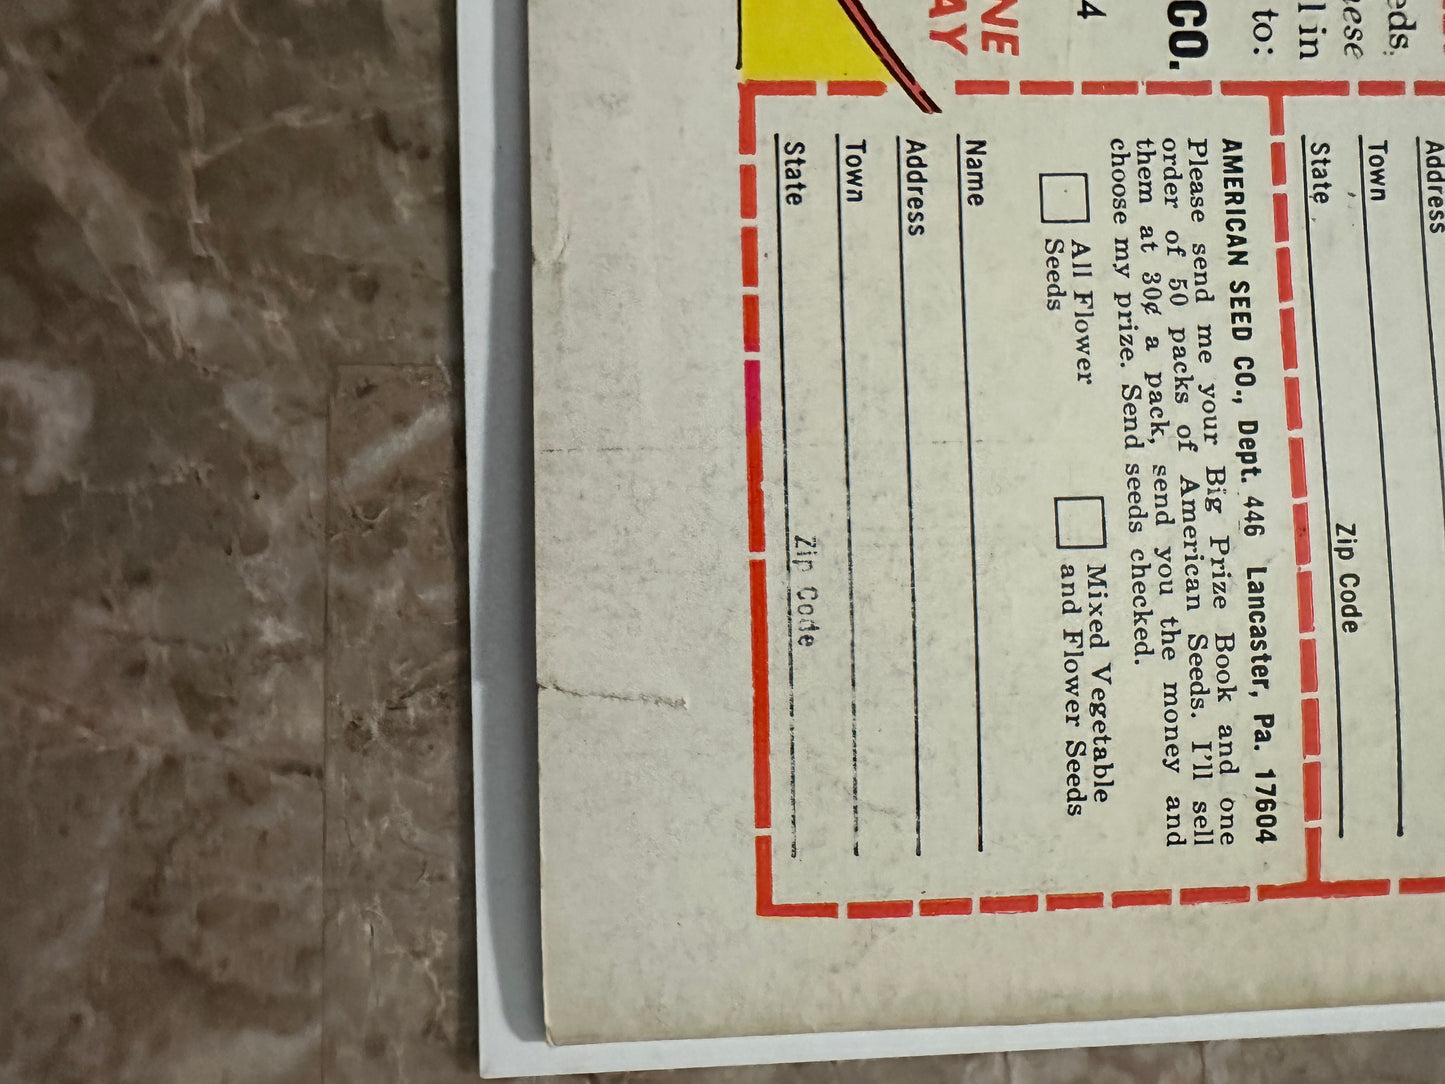 eds.
ese
l in
to:
CO.
4
NE
AY
Address
Town
State
Zip Code
AMERICAN SEED CO., Dept. 446 Lancaster, Pa. 17604
Please send me your Big Prize Book and one
order of 50 packs of American Seeds. I'll sell
them at 30¢ a pack, send you the money and
choose my prize. Send seeds checked.
All Flower
Seeds
Mixed Vegetable
and Flower Seeds
Name
Address
Town
State
Zip Code